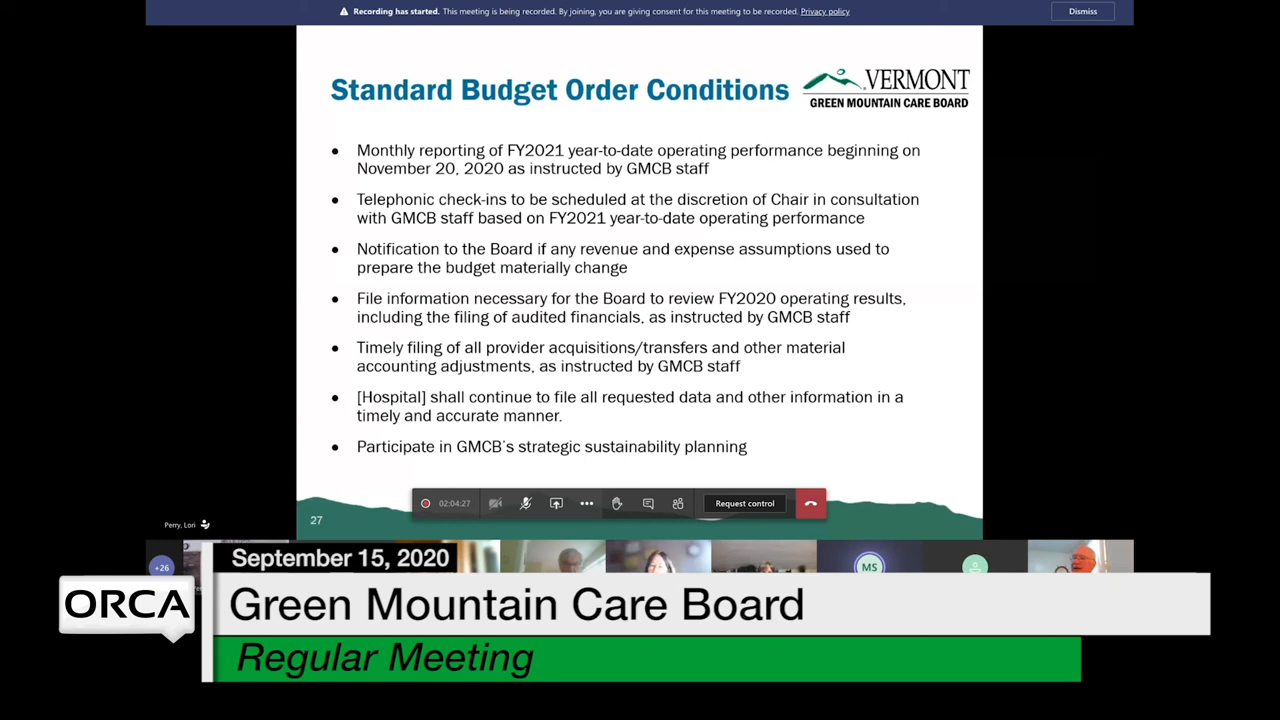 Recording has started. This meeting is being recorded. By joining, you are giving consent for this meeting to be recorded. Privacy policy
Dismiss
Standard Budget Order Conditions
VERMONT
GREEN MOUNTAIN CARE BOARD
• Monthly reporting of FY2021 year-to-date operating performance beginning on
November 20, 2020 as instructed by GMCB staff
• Telephonic check-ins to be scheduled at the discretion of Chair in consultation
with GMCB staff based on FY2021 year-to-date operating performance
• Notification to the Board if any revenue and expense assumptions used to
prepare the budget materially change
• File information necessary for the Board to review FY2020 operating results,
including the filing of audited financials, as instructed by GMCB staff
• Timely filing of all provider acquisitions/transfers and other material
accounting adjustments, as instructed by GMCB staff
• [Hospital] shall continue to file all requested data and other information in a
timely and accurate manner.
• Participate in GMCB's strategic sustainability planning
02:04:27
Request control
27
Perry, Lori
+26
MS
September 15, 2020
ORCA
Green Mountain Care Board
Regular Meeting